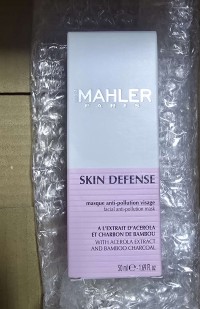 MAHLER
PARIS
SKIN DEFENSE
masque anti-pollution visage
facial anti-pollution mask
A L'EXTRAIT D'ACEROLA
ET CHARBON DE BAMBOU
WITH ACEROLA EXTRACT
AND BAMBOO CHARCOAL
50 ml ℮ - 1.69 Fl. oz